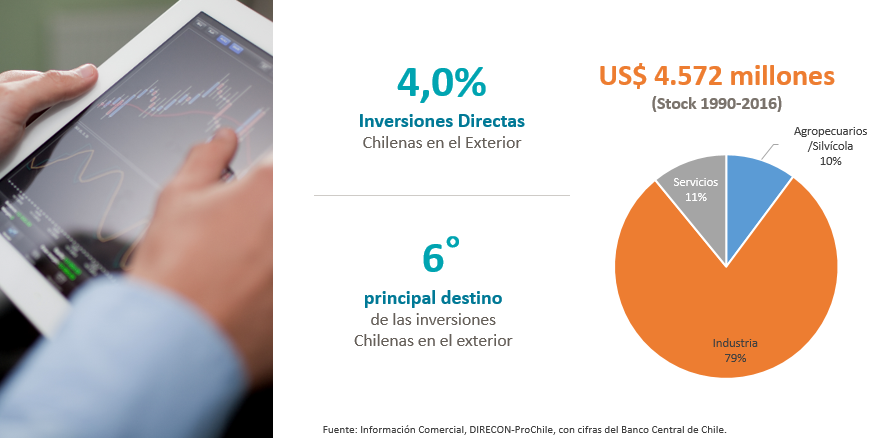 4,0%
Inversiones Directas
Chilenas en el Exterior
6°
principal destino
de las inversiones
Chilenas en el exterior
US$ 4.572 millones
(Stock 1990-2016)
Agropecuarios
/Silvícola
10%
Servicios
11%
Industria
79%
Fuente: Información Comercial, DIRECON-ProChile, con cifras del Banco Central de Chile.